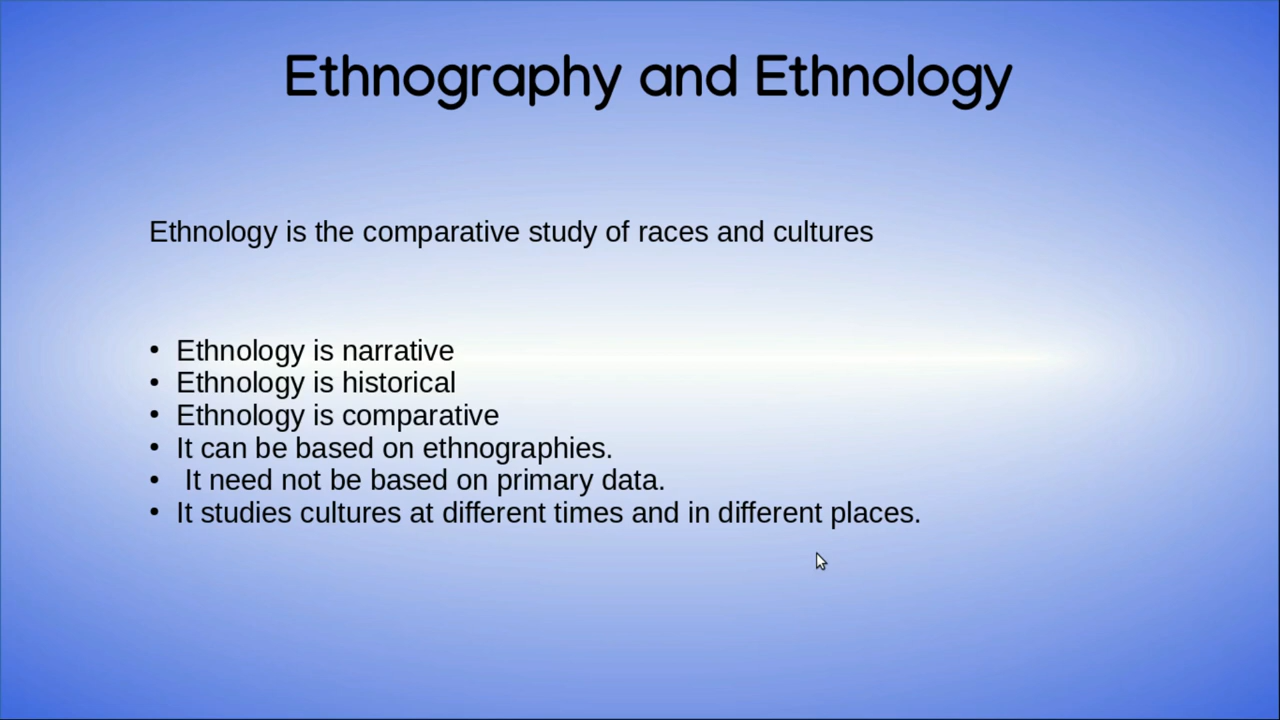 Ethnography and Ethnology
Ethnology is the comparative study of races and cultures
• Ethnology is narrative
• Ethnology is historical
• Ethnology is comparative
• It can be based on ethnographies.
• It need not be based on primary data.
• It studies cultures at different times and in different places.